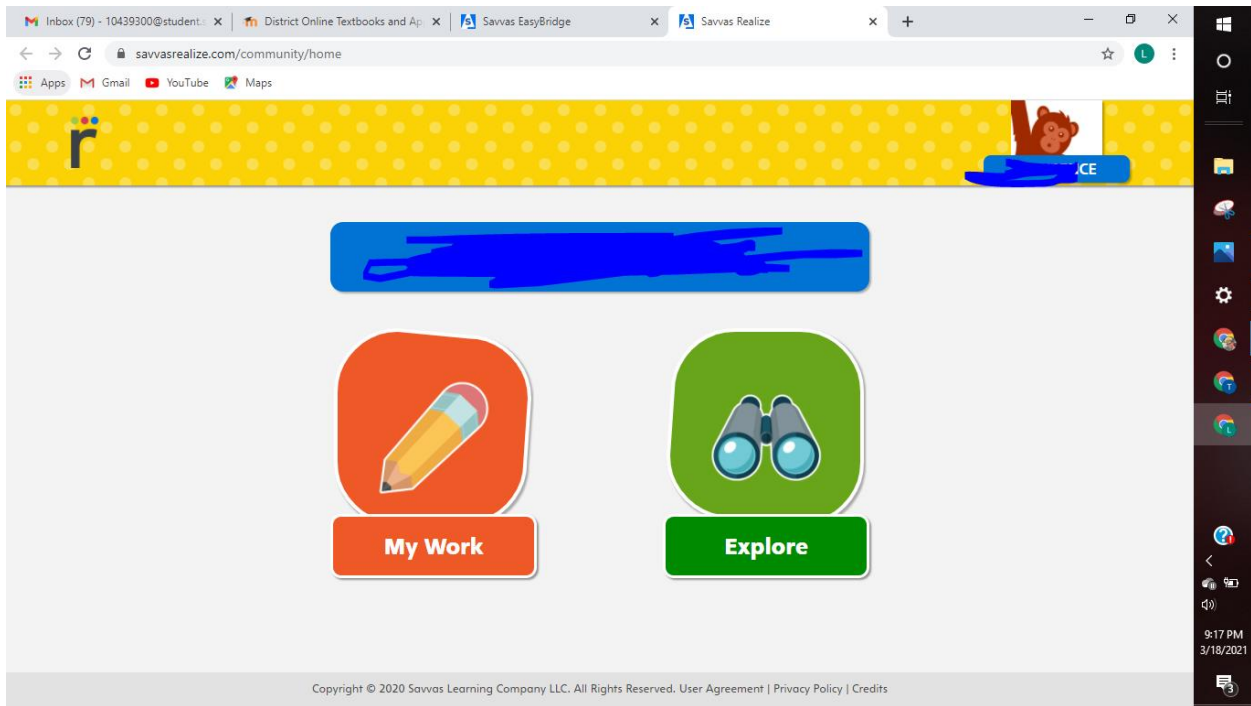 Inbox (79) - 10439300@student.s
District Online Textbooks and Ap
Savvas EasyBridge
Savvas Realize
savvasrealize.com/community/home
L
Apps
Gmail
YouTube
Maps
r
CE
My Work
Explore
T
L
9:17 PM
3/18/2021
3
Copyright © 2020 Savvas Learning Company LLC. All Rights Reserved. User Agreement | Privacy Policy | Credits